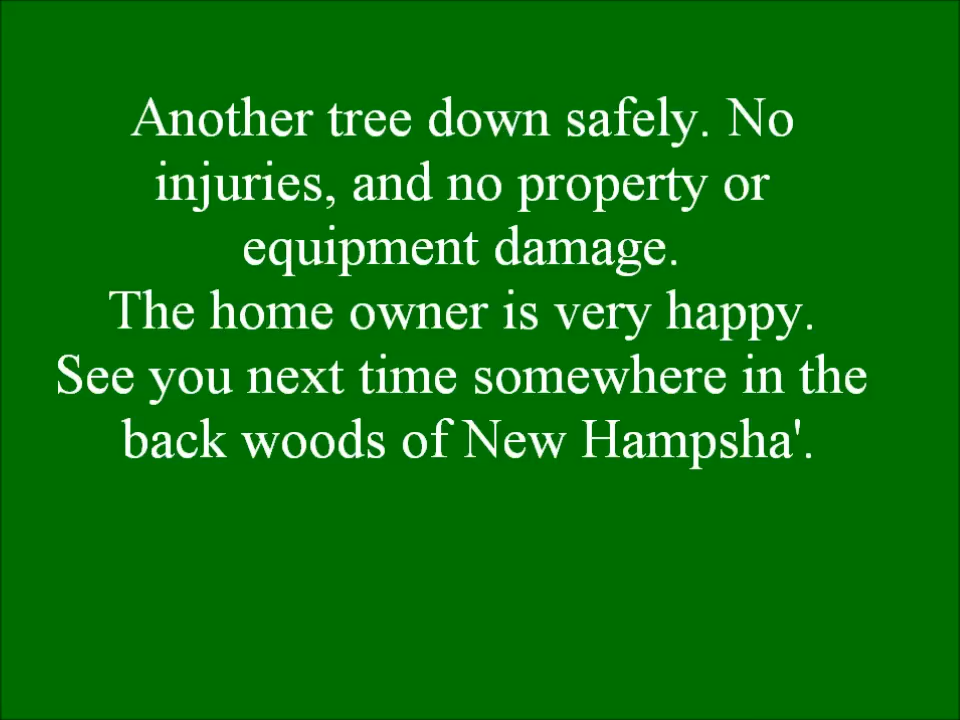 Another tree down safely. No
injuries, and no property or
equipment damage.
The home owner is very happy.
See you next time somewhere in the
back woods of New Hampsha'.